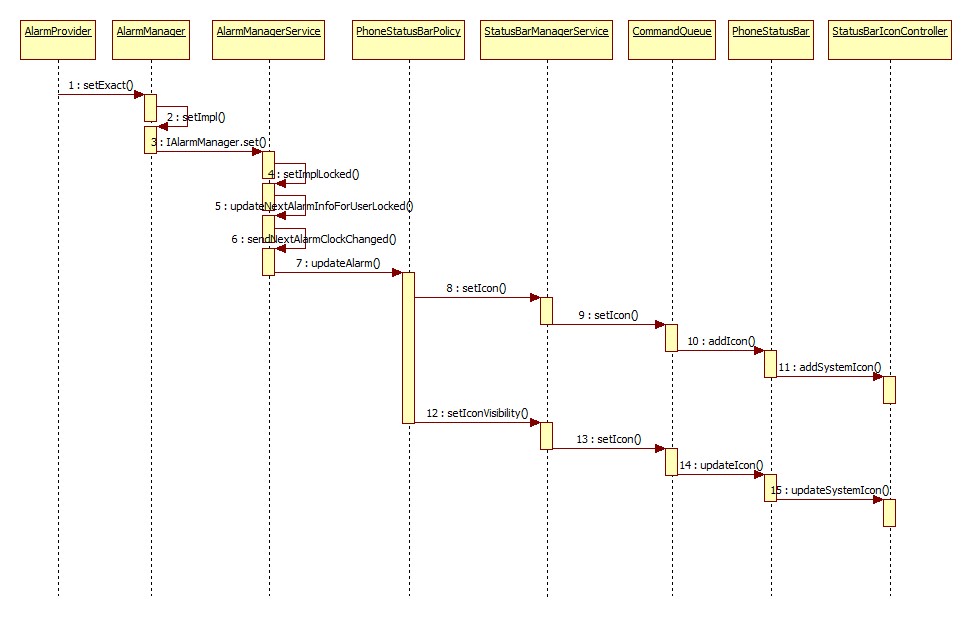 AlarmProvider
AlarmManager
AlarmManagerService
PhoneStatusBarPolicy
StatusBarManagerService
CommandQueue
PhoneStatusBar
StatusBarIconController
1 : setExact()
2 : setImpl()
3 : IAlarmManager.set()
4 : setImplLocked()
5 : updateNextAlarmInfoForUserLocked()
6 : sendNextAlarmClockChanged()
7 : updateAlarm()
8 : setIcon()
9 : setIcon()
10 : addIcon()
11 : addSystemIcon()
12 : setIconVisibility()
13 : setIcon()
14 : updateIcon()
15 : updateSystemIcon()